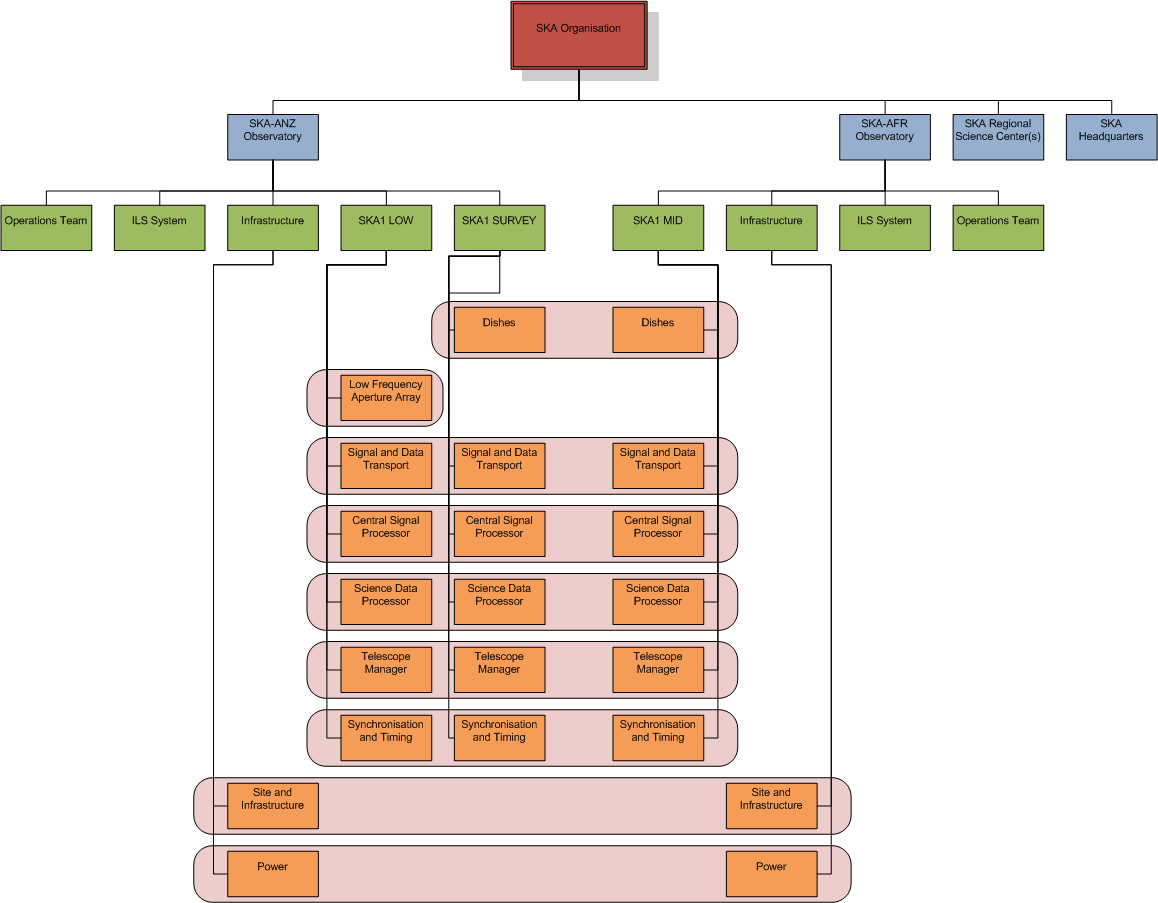 SKA Organisation
SKA-ANZ
Observatory
SKA-AFR
Observatory
SKA Regional
Science Center(s)
SKA
Headquarters
Operations Team
ILS System
Infrastructure
SKA1 LOW
SKA1 SURVEY
SKA1 MID
Infrastructure
ILS System
Operations Team
Dishes
Dishes
Low Frequency
Aperture Array
Signal and Data
Transport
Signal and Data
Transport
Signal and Data
Transport
Central Signal
Processor
Central Signal
Processor
Central Signal
Processor
Science Data
Processor
Science Data
Processor
Science Data
Processor
Telescope
Manager
Telescope
Manager
Telescope
Manager
Synchronisation
and Timing
Synchronisation
and Timing
Synchronisation
and Timing
Site and
Infrastructure
Site and
Infrastructure
Power
Power